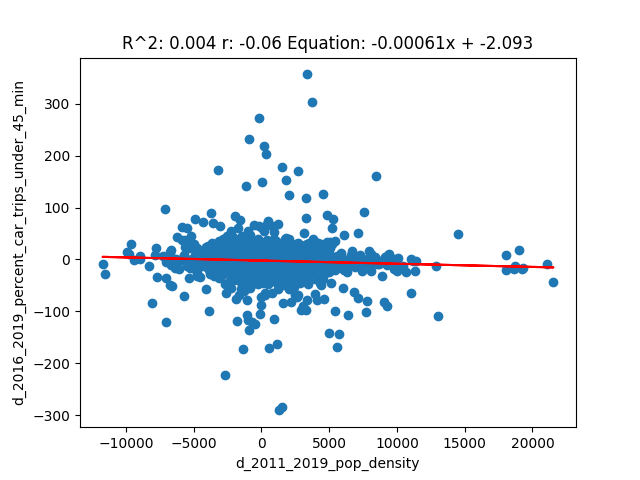 R^2: 0.004 r: -0.06 Equation: -0.00061x + -2.093
d_2016_2019_percent_car_trips_under_45_min
300
200
100
0
−100
−200
−300
−10000 −5000 0 5000 10000 15000 20000
d_2011_2019_pop_density